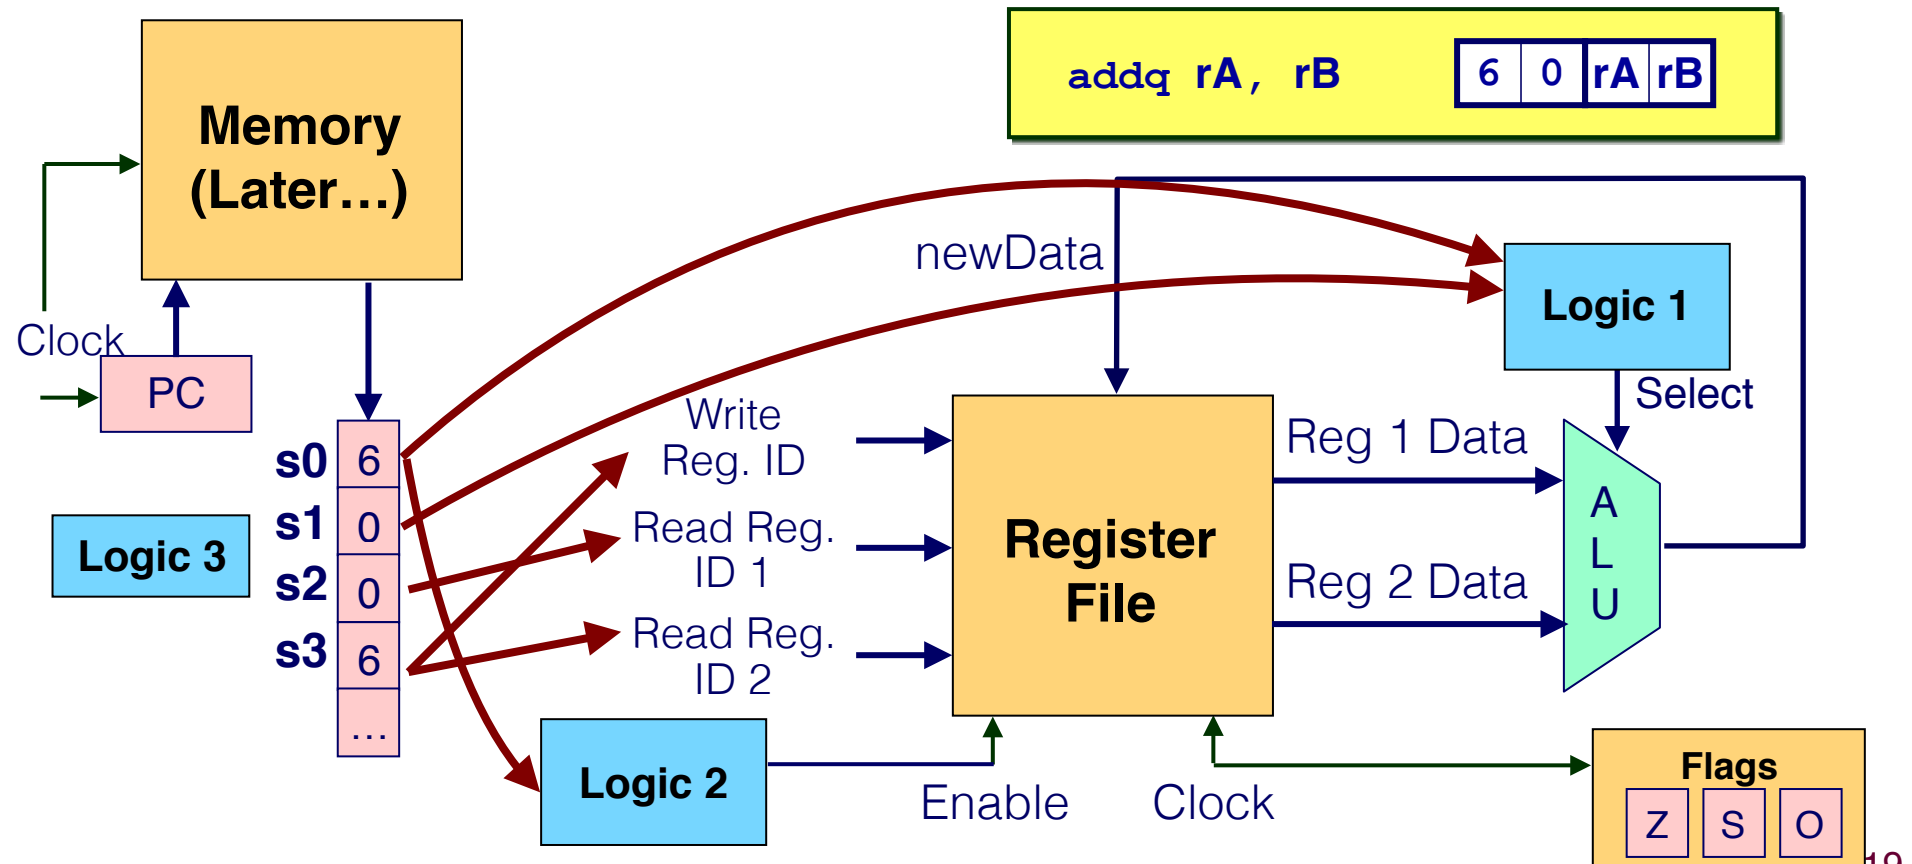 addq rA, rB
6 0 rA rB
Memory
(Later…)
newData
Logic 1
Clock
PC
Select
Write
Reg. ID
Reg 1 Data
s0 6
s1 0
s2 0
s3 6
…
Logic 3
Read Reg.
ID 1
Register
File
A
L
U
Reg 2 Data
Read Reg.
ID 2
Logic 2
Enable
Clock
Flags
Z S O
19